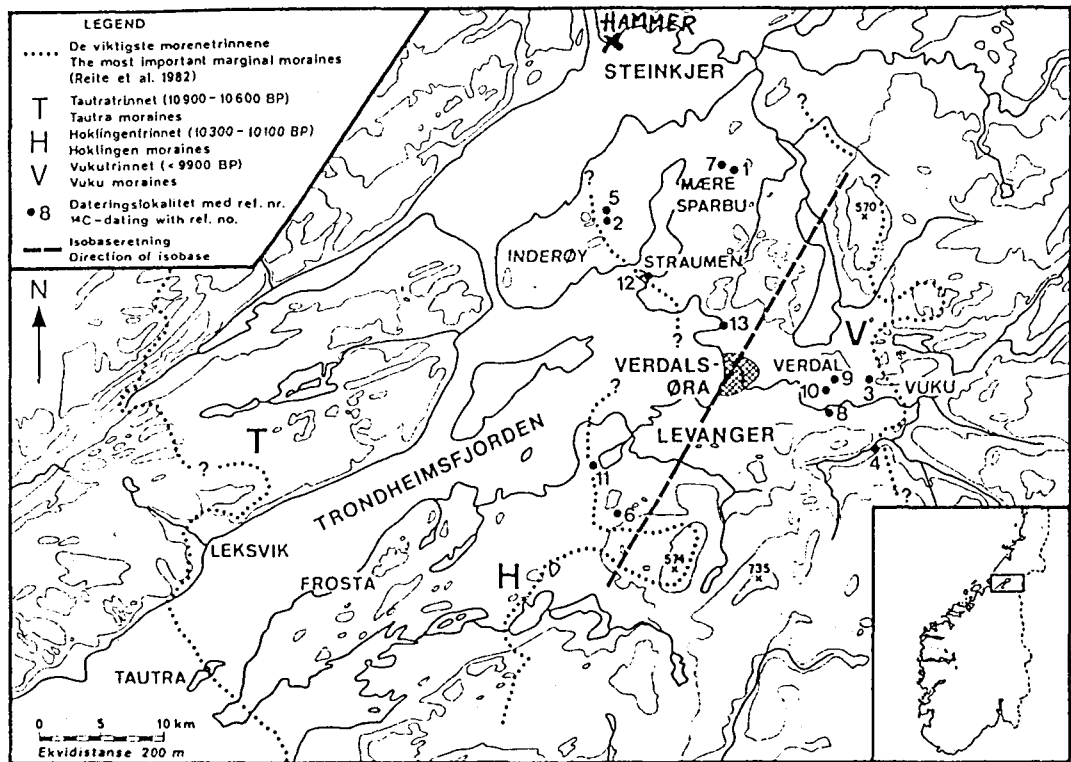 LEGEND
De viktigste morenetrinnene
The most important marginal moraines
(Reite et al. 1982)
T Tautratrinnet (10900-10600 BP)
Tautra moraines
H Hoklingentrinnet (10300-10100 BP)
Hoklingen moraines
V Vukutrinnet (<9900 BP)
Vuku moraines
•8 Dateringslokalitet med ref. nr.
14C-dating with ref. no.
Isobaseretning
Direction of isobase
N
HAMMER
STEINKJER
?
7
1
MÆRE
SPARBU
?
570
?
5
2
INDERØY
STRAUMEN
12
13
?
V
VERDALS-
ØRA
VERDAL
9
10
3
VUKU
8
?
LEVANGER
4
?
T
?
TRONDHEIMSFJORDEN
11
6
LEKSVIK
FROSTA
H
574
735
TAUTRA
0 5 10 km
Ekvidistanse 200 m